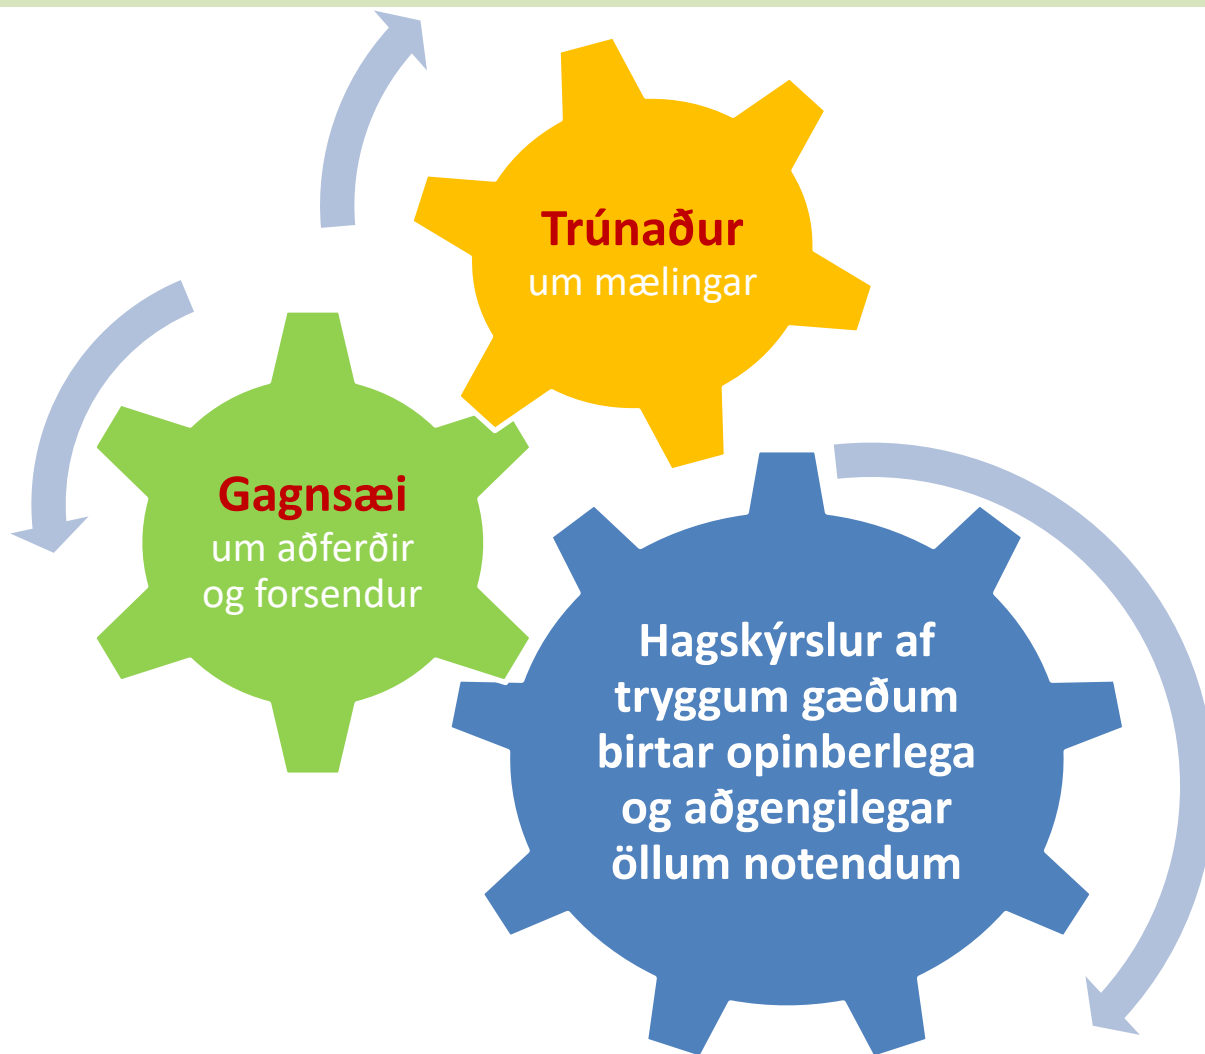 Trúnaður
um mælingar
Gagnsæi
um aðferðir
og forsendur
Hagskýrslur af
tryggum gæðum
birtar opinberlega
og aðgengilegar
öllum notendum